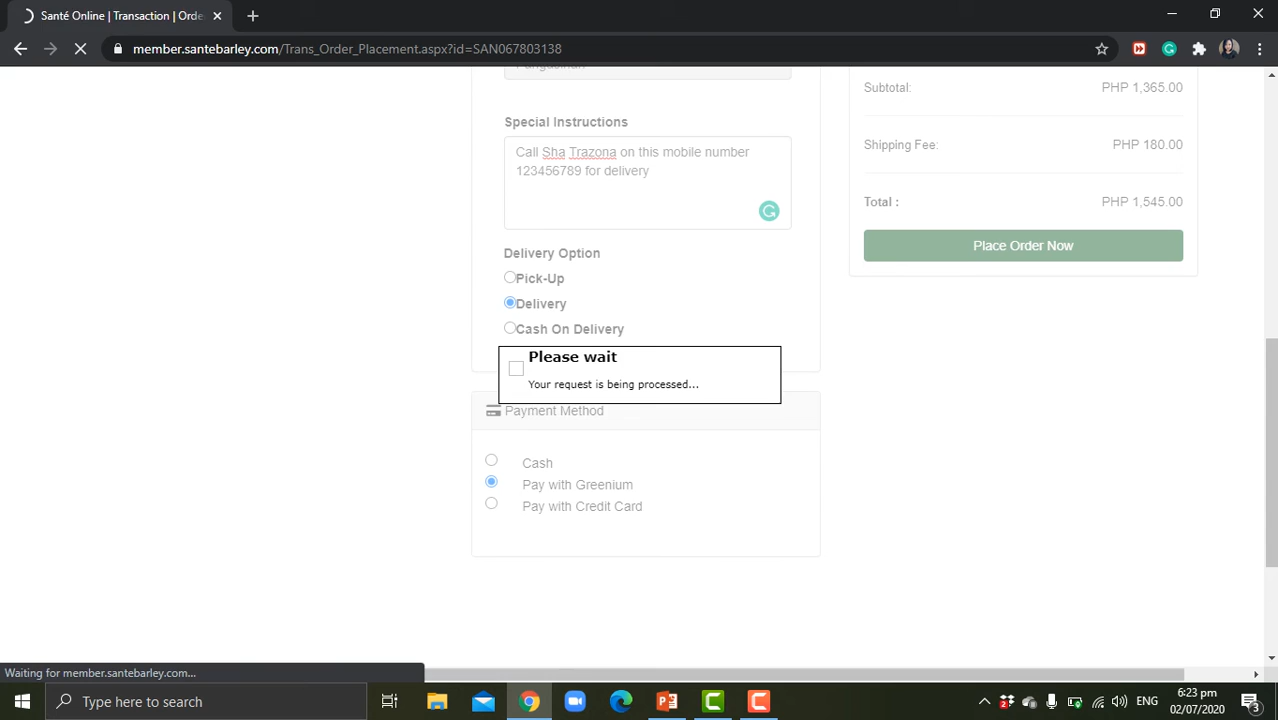 Santé Online | Transaction | Orde
member.santebarley.com/Trans_Order_Placement.aspx?id=SAN067803138
Pangasinan
Subtotal: PHP 1,365.00
Special Instructions
Call Sha Trazona on this mobile number
123456789 for delivery
Shipping Fee: PHP 180.00
Total : PHP 1,545.00
Place Order Now
Delivery Option
Pick-Up
Delivery
Cash On Delivery
Please wait
Your request is being processed...
Payment Method
Cash
Pay with Greenium
Pay with Credit Card
Waiting for member.santebarley.com...
Type here to search
ENG
6:23 pm
02/07/2020
3